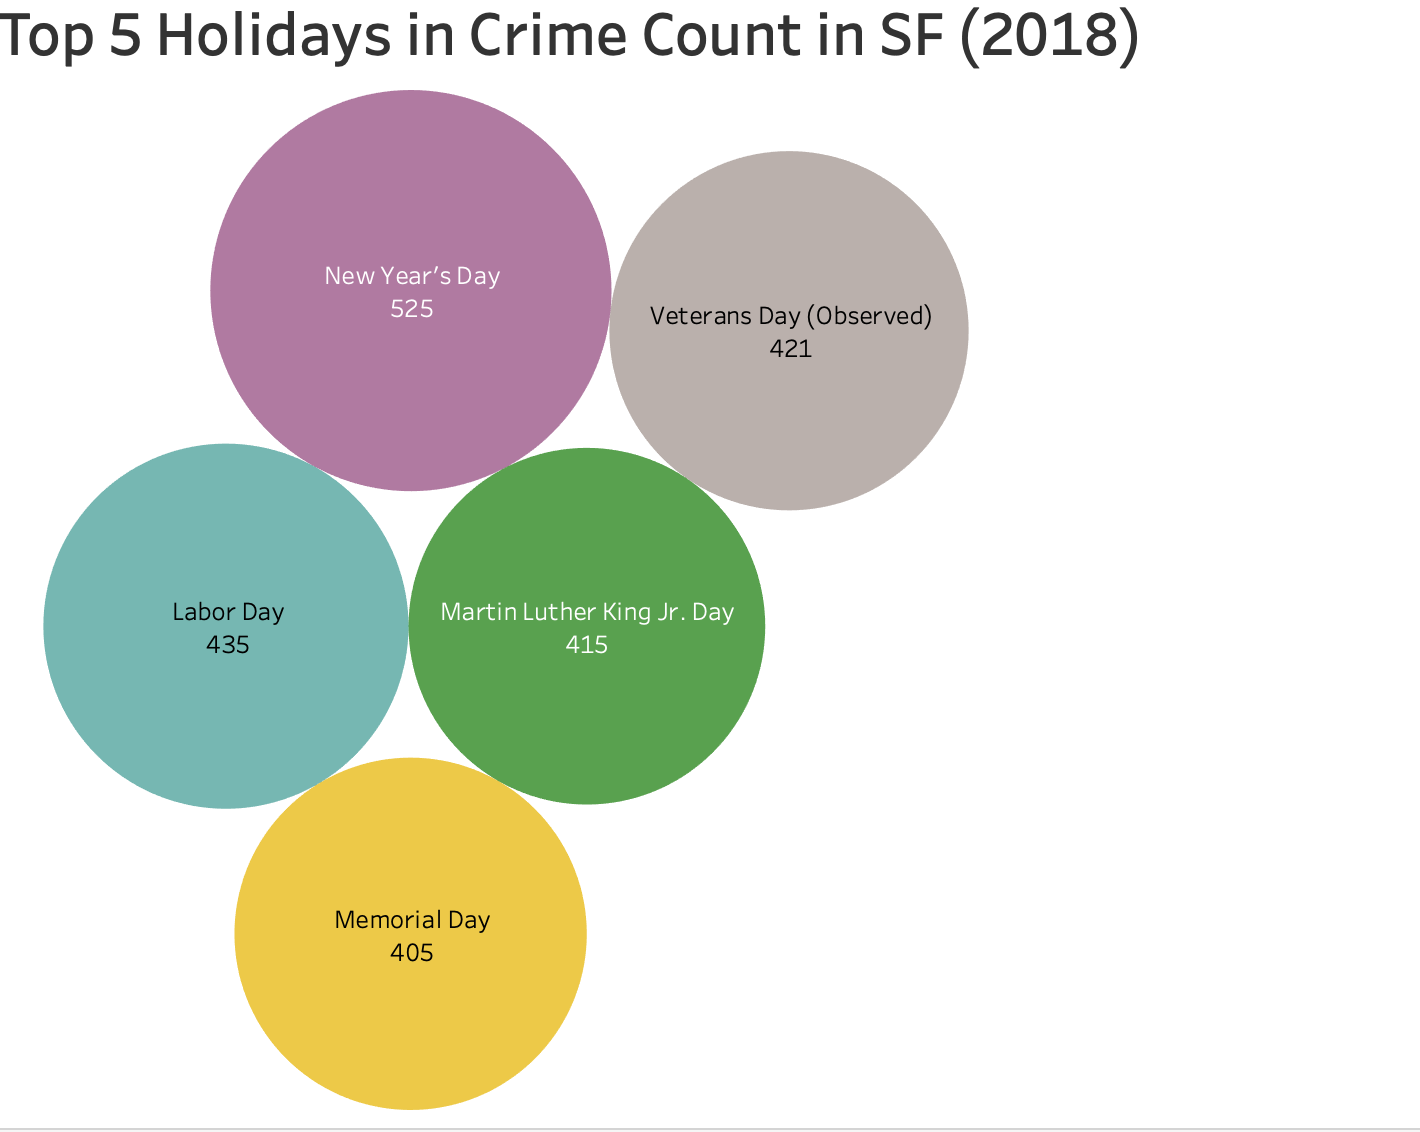 Top 5 Holidays in Crime Count in SF (2018)
New Year’s Day
525
Veterans Day (Observed)
421
Labor Day
435
Martin Luther King Jr. Day
415
Memorial Day
405